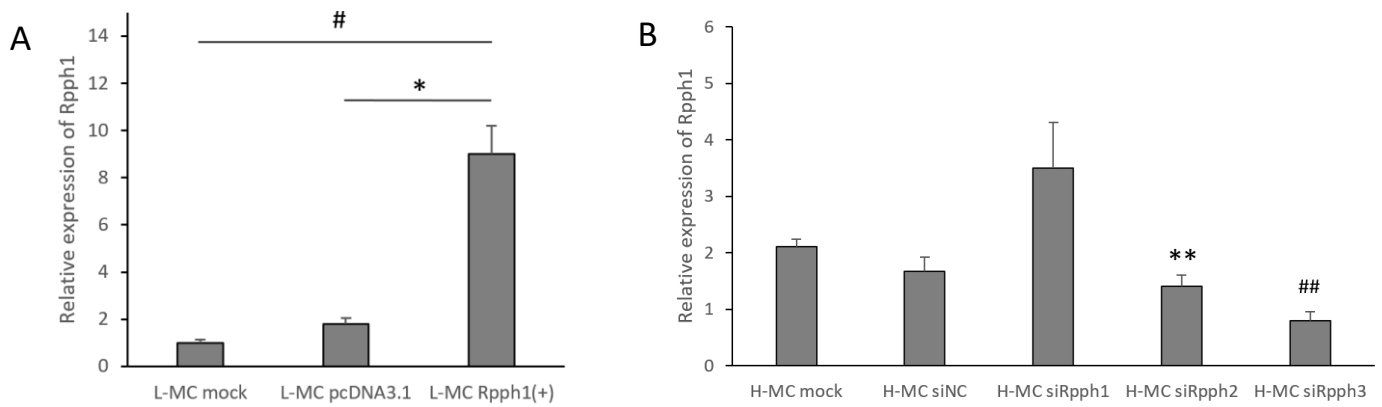 A
Relative expression of Rpph1
14
12
10
8
6
4
2
0
#
*
L-MC mock
L-MC pcDNA3.1
L-MC Rpph1(+)
B
Relative expression of Rpph1
6
5
4
3
2
1
0
**
##
H-MC mock
H-MC siNC
H-MC siRpph1
H-MC siRpph2
H-MC siRpph3